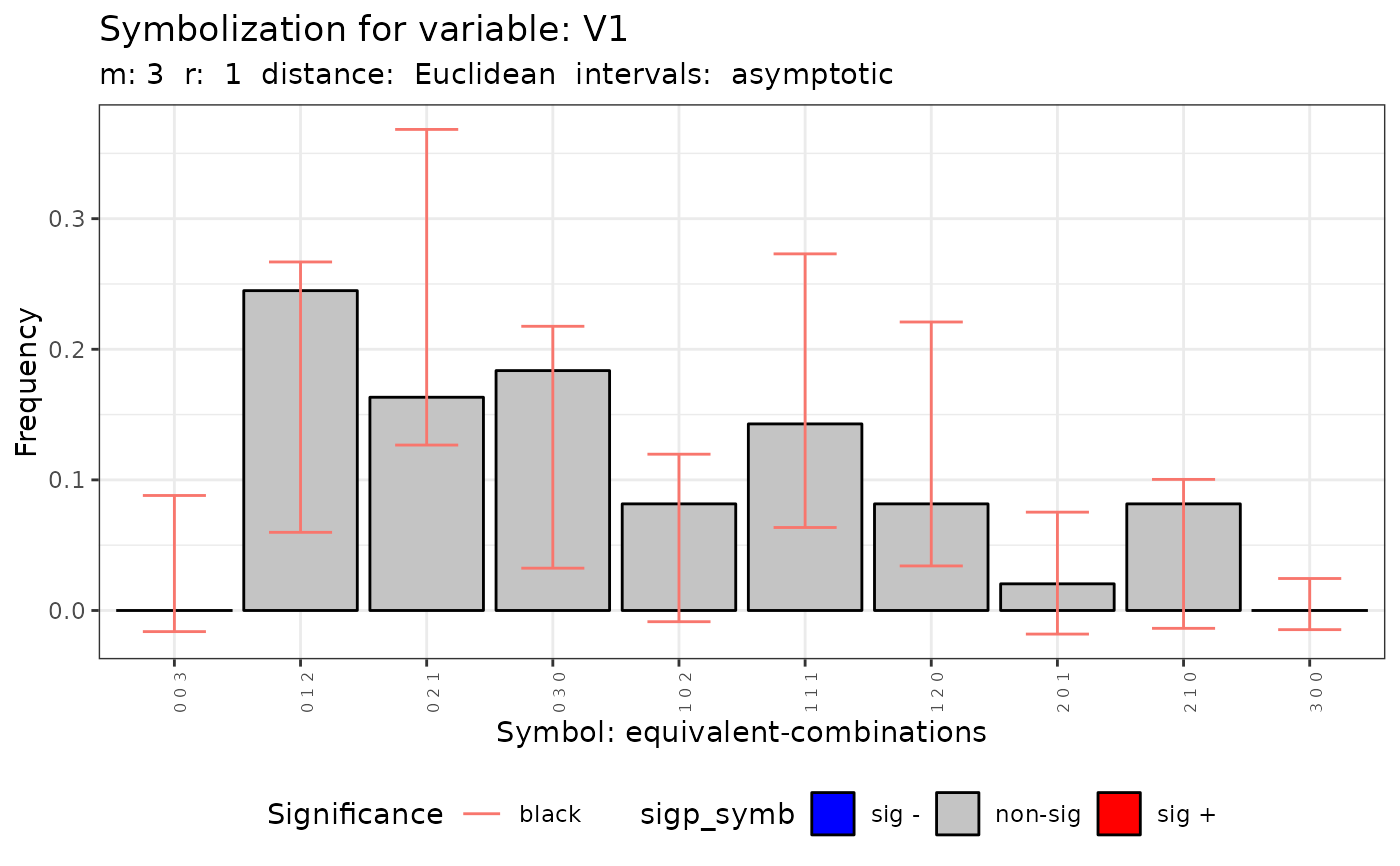 Symbolization for variable: V1
m: 3  r:  1  distance:  Euclidean  intervals:  asymptotic
Frequency
0.3
0.2
0.1
0.0
0 0 3
0 1 2
0 2 1
0 3 0
1 0 2
1 1 1
1 2 0
2 0 1
2 1 0
3 0 0
Symbol: equivalent-combinations
Significance black sigp_symb sig - non-sig sig +